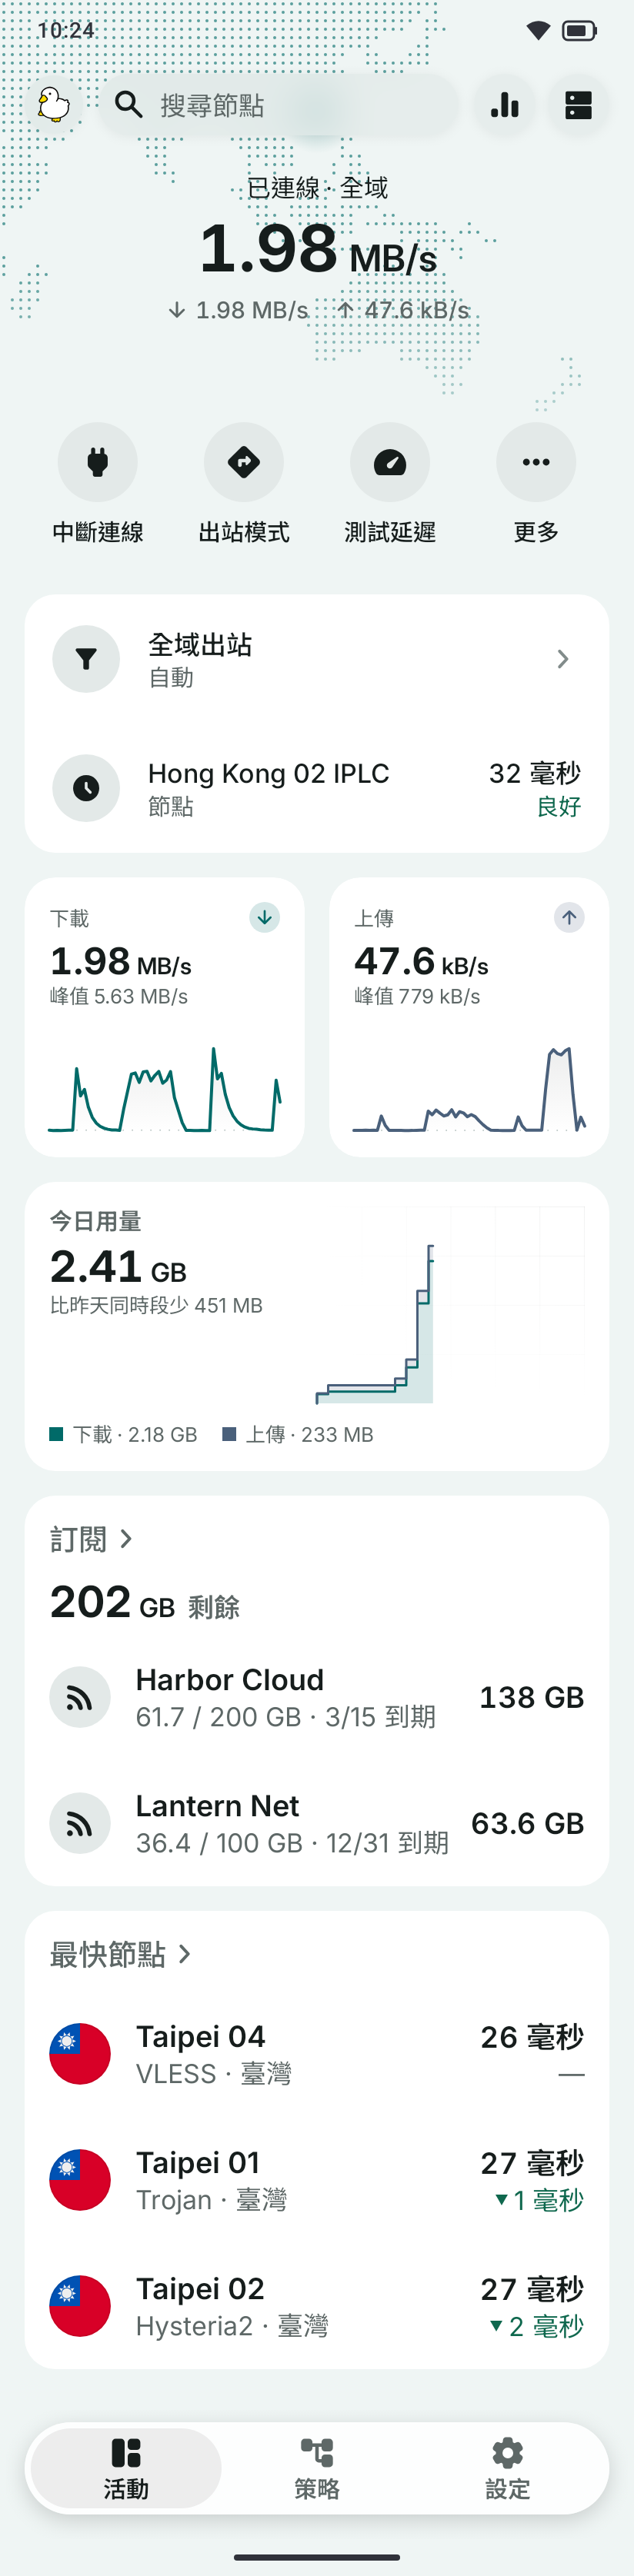 10:24
搜尋節點
已連線 · 全域
1.98 MB/s
↓ 1.98 MB/s ↑ 47.6 kB/s
中斷連線 出站模式 測試延遲 更多
全域出站
自動
Hong Kong 02 IPLC 32 毫秒
節點 良好
下載 上傳
1.98 MB/s 47.6 kB/s
峰值 5.63 MB/s 峰值 779 kB/s
今日用量
2.41 GB
比昨天同時段少 451 MB
下載 · 2.18 GB 上傳 · 233 MB
訂閱
202 GB 剩餘
Harbor Cloud 138 GB
61.7 / 200 GB · 3/15 到期
Lantern Net 63.6 GB
36.4 / 100 GB · 12/31 到期
最快節點
Taipei 04 26 毫秒
VLESS · 臺灣 —
Taipei 01 27 毫秒
Trojan · 臺灣 ▼1 毫秒
Taipei 02 27 毫秒
Hysteria2 · 臺灣 ▼2 毫秒
活動 策略 設定